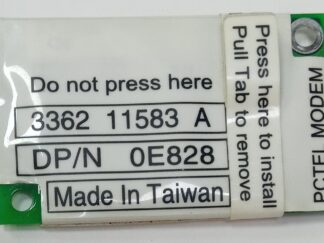 Do not press here
3362 11583 A
DP/N 0E828
Made In Taiwan
Press here to install
Pull Tab to remove
PCTEL MODEM